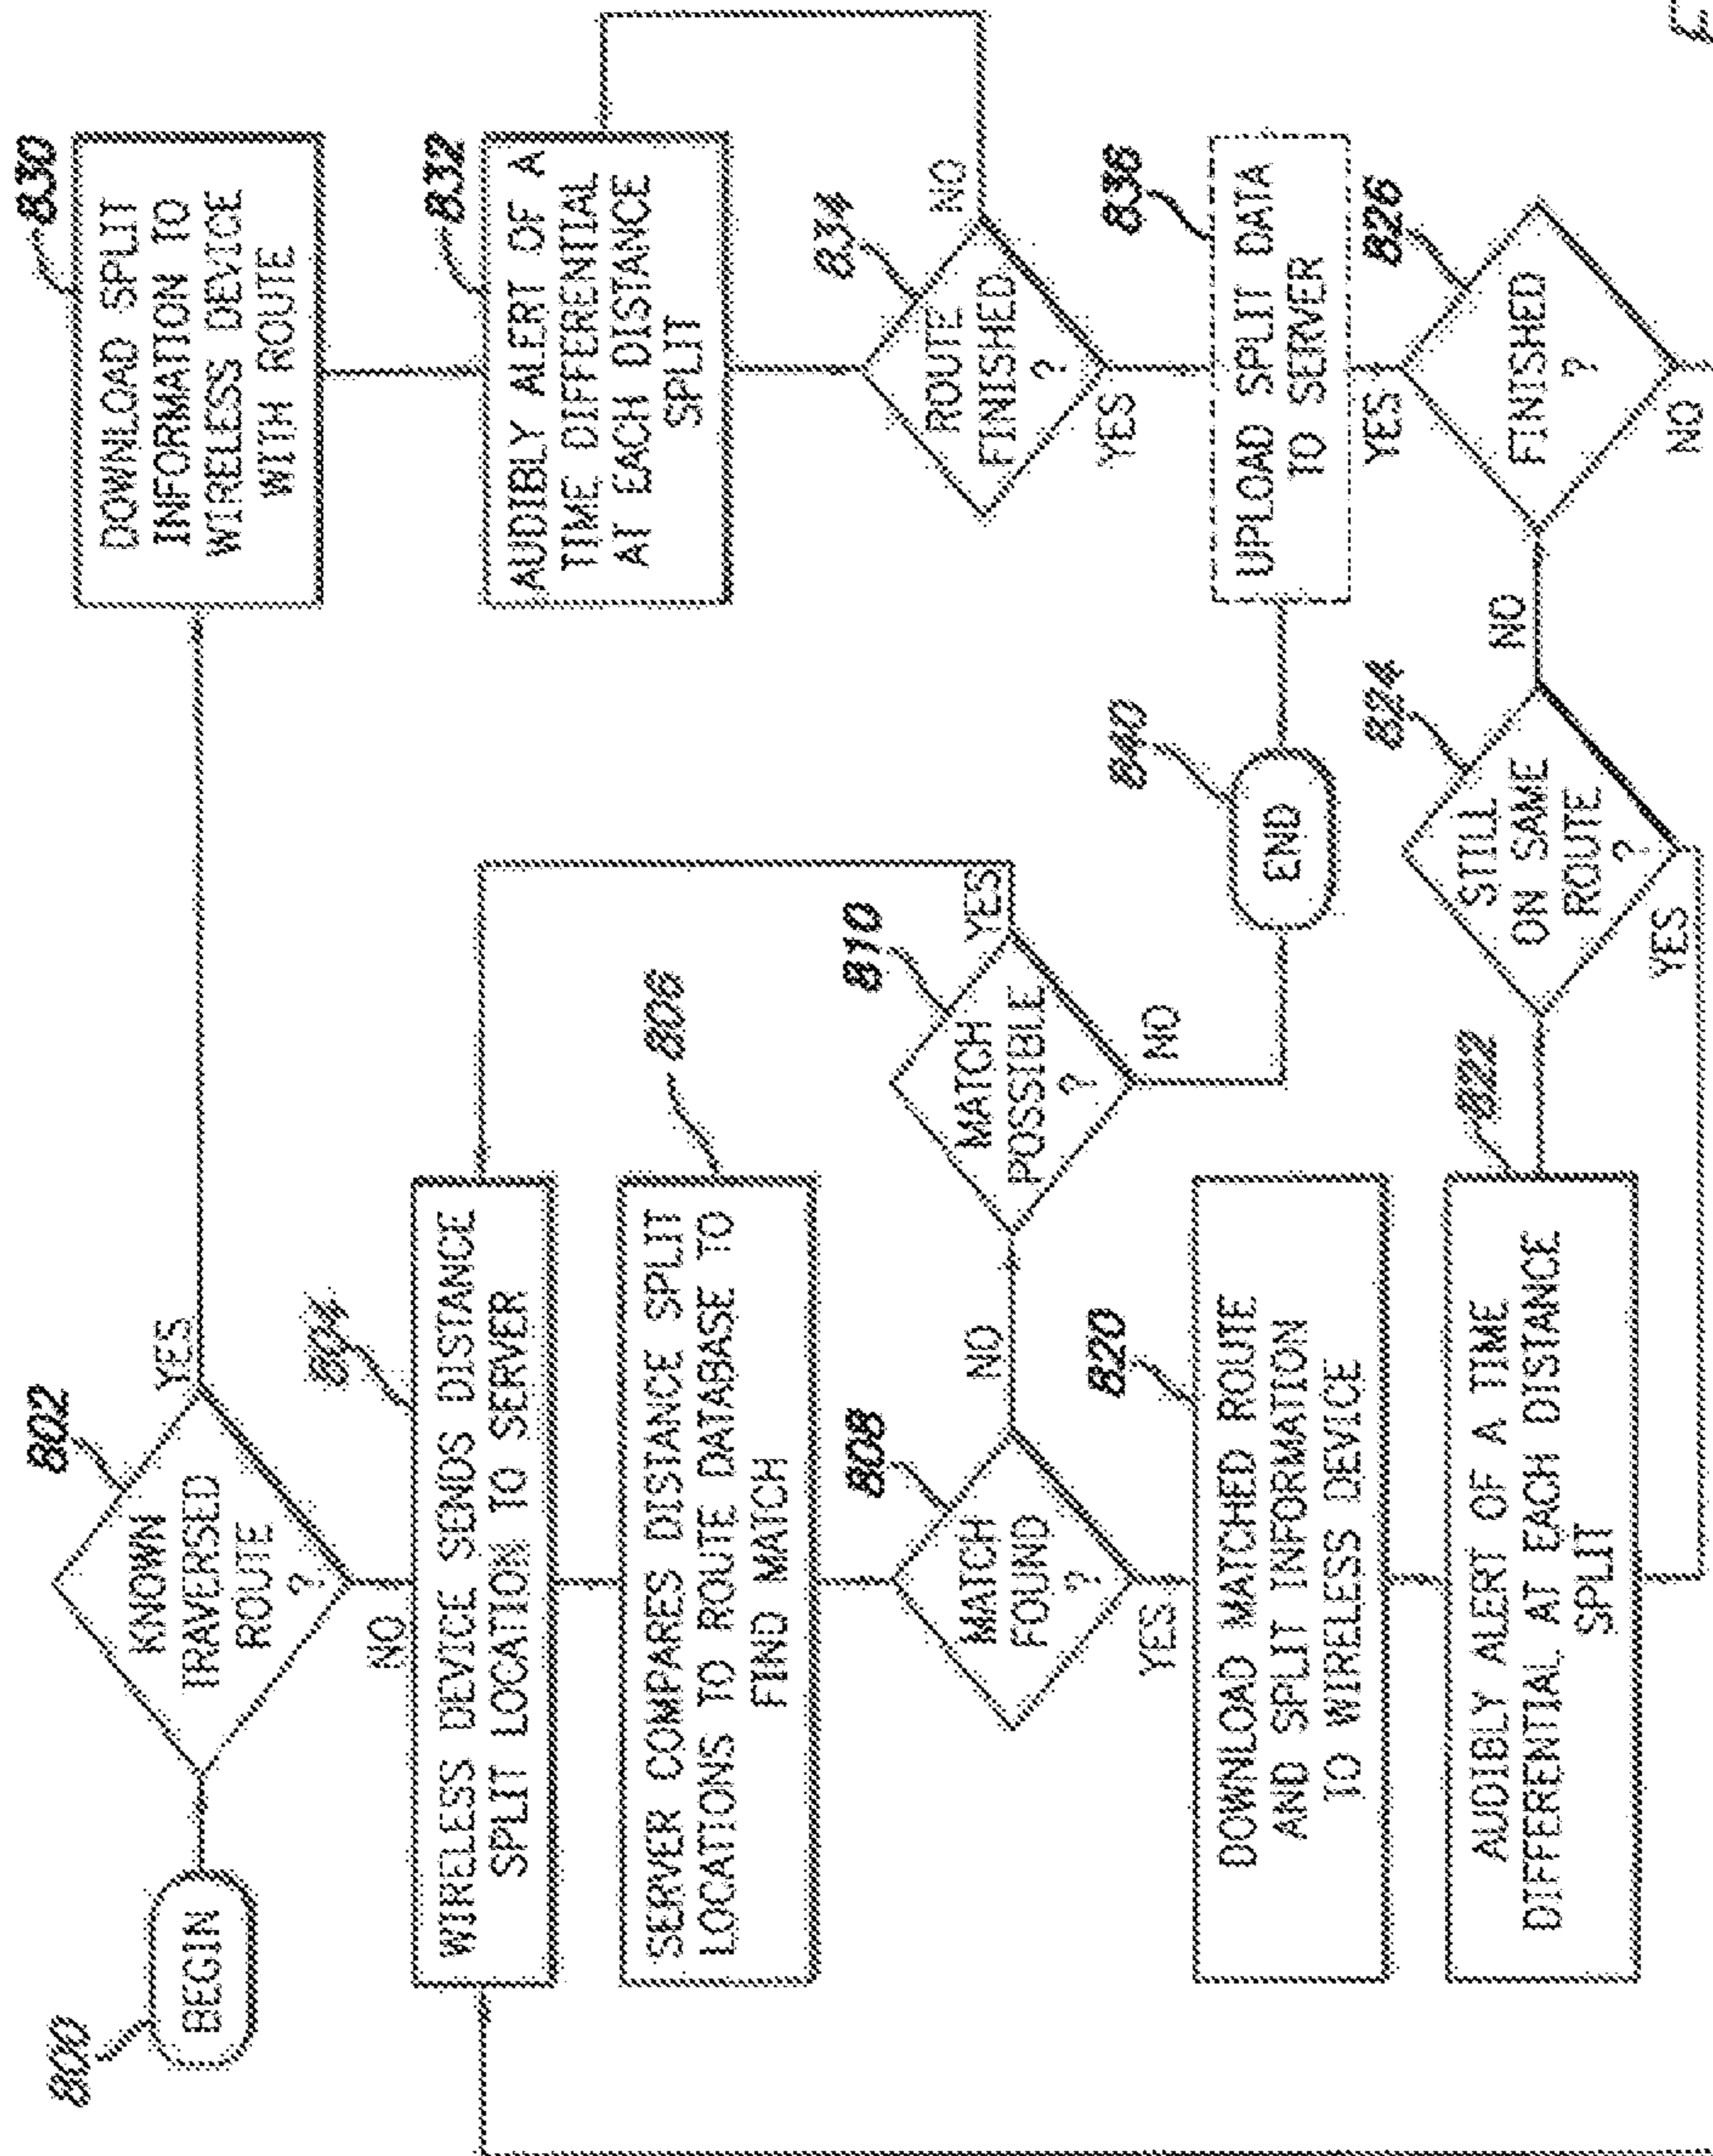 800
BEGIN
802
KNOWN
TRAVERSED
ROUTE
?
YES
NO
830
DOWNLOAD SPLIT
INFORMATION TO
WIRELESS DEVICE
WITH ROUTE
804
WIRELESS DEVICE SENDS DISTANCE
SPLIT LOCATION TO SERVER
832
AUDIBLY ALERT OF A
TIME DIFFERENTIAL
AT EACH DISTANCE
SPLIT
806
SERVER COMPARES DISTANCE SPLIT
LOCATIONS TO ROUTE DATABASE TO
FIND MATCH
808
MATCH
FOUND
?
NO
YES
810
MATCH
POSSIBLE
?
YES
NO
834
ROUTE
FINISHED
?
NO
YES
820
DOWNLOAD MATCHED ROUTE
AND SPLIT INFORMATION
TO WIRELESS DEVICE
840
END
836
UPLOAD SPLIT DATA
TO SERVER
YES
822
AUDIBLY ALERT OF A TIME
DIFFERENTIAL AT EACH DISTANCE
SPLIT
824
STILL
ON SAME
ROUTE
?
NO
YES
826
FINISHED
?
NO